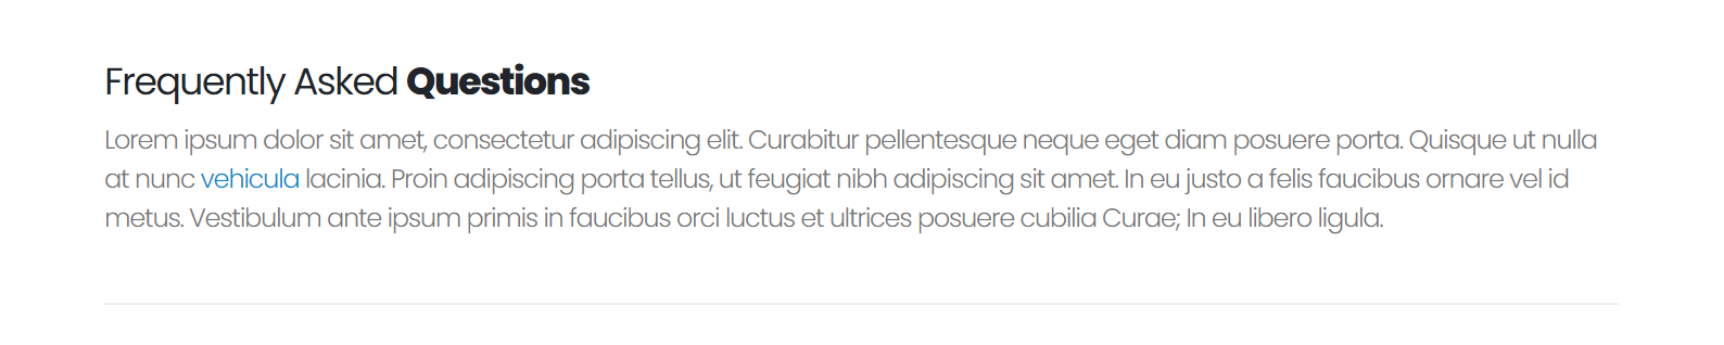 Frequently Asked Questions
Lorem ipsum dolor sit amet, consectetur adipiscing elit. Curabitur pellentesque neque eget diam posuere porta. Quisque ut nulla
at nunc vehicula lacinia. Proin adipiscing porta tellus, ut feugiat nibh adipiscing sit amet. In eu justo a felis faucibus ornare vel id
metus. Vestibulum ante ipsum primis in faucibus orci luctus et ultrices posuere cubilia Curae; In eu libero ligula.